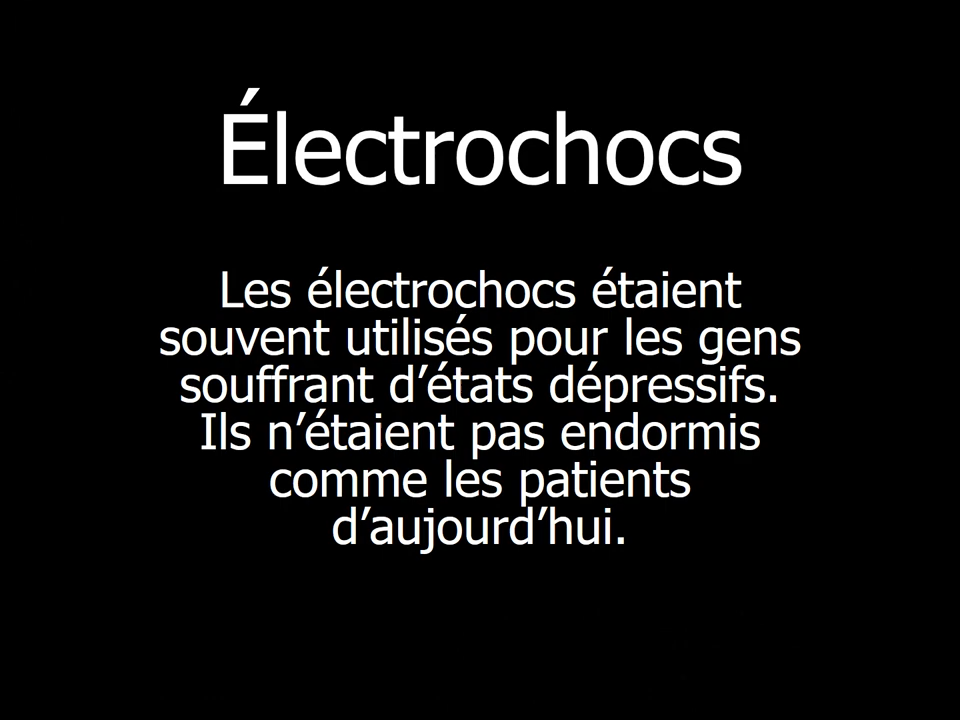 Électrochocs
Les électrochocs étaient
souvent utilisés pour les gens
souffrant d’états dépressifs.
Ils n’étaient pas endormis
comme les patients
d’aujourd’hui.